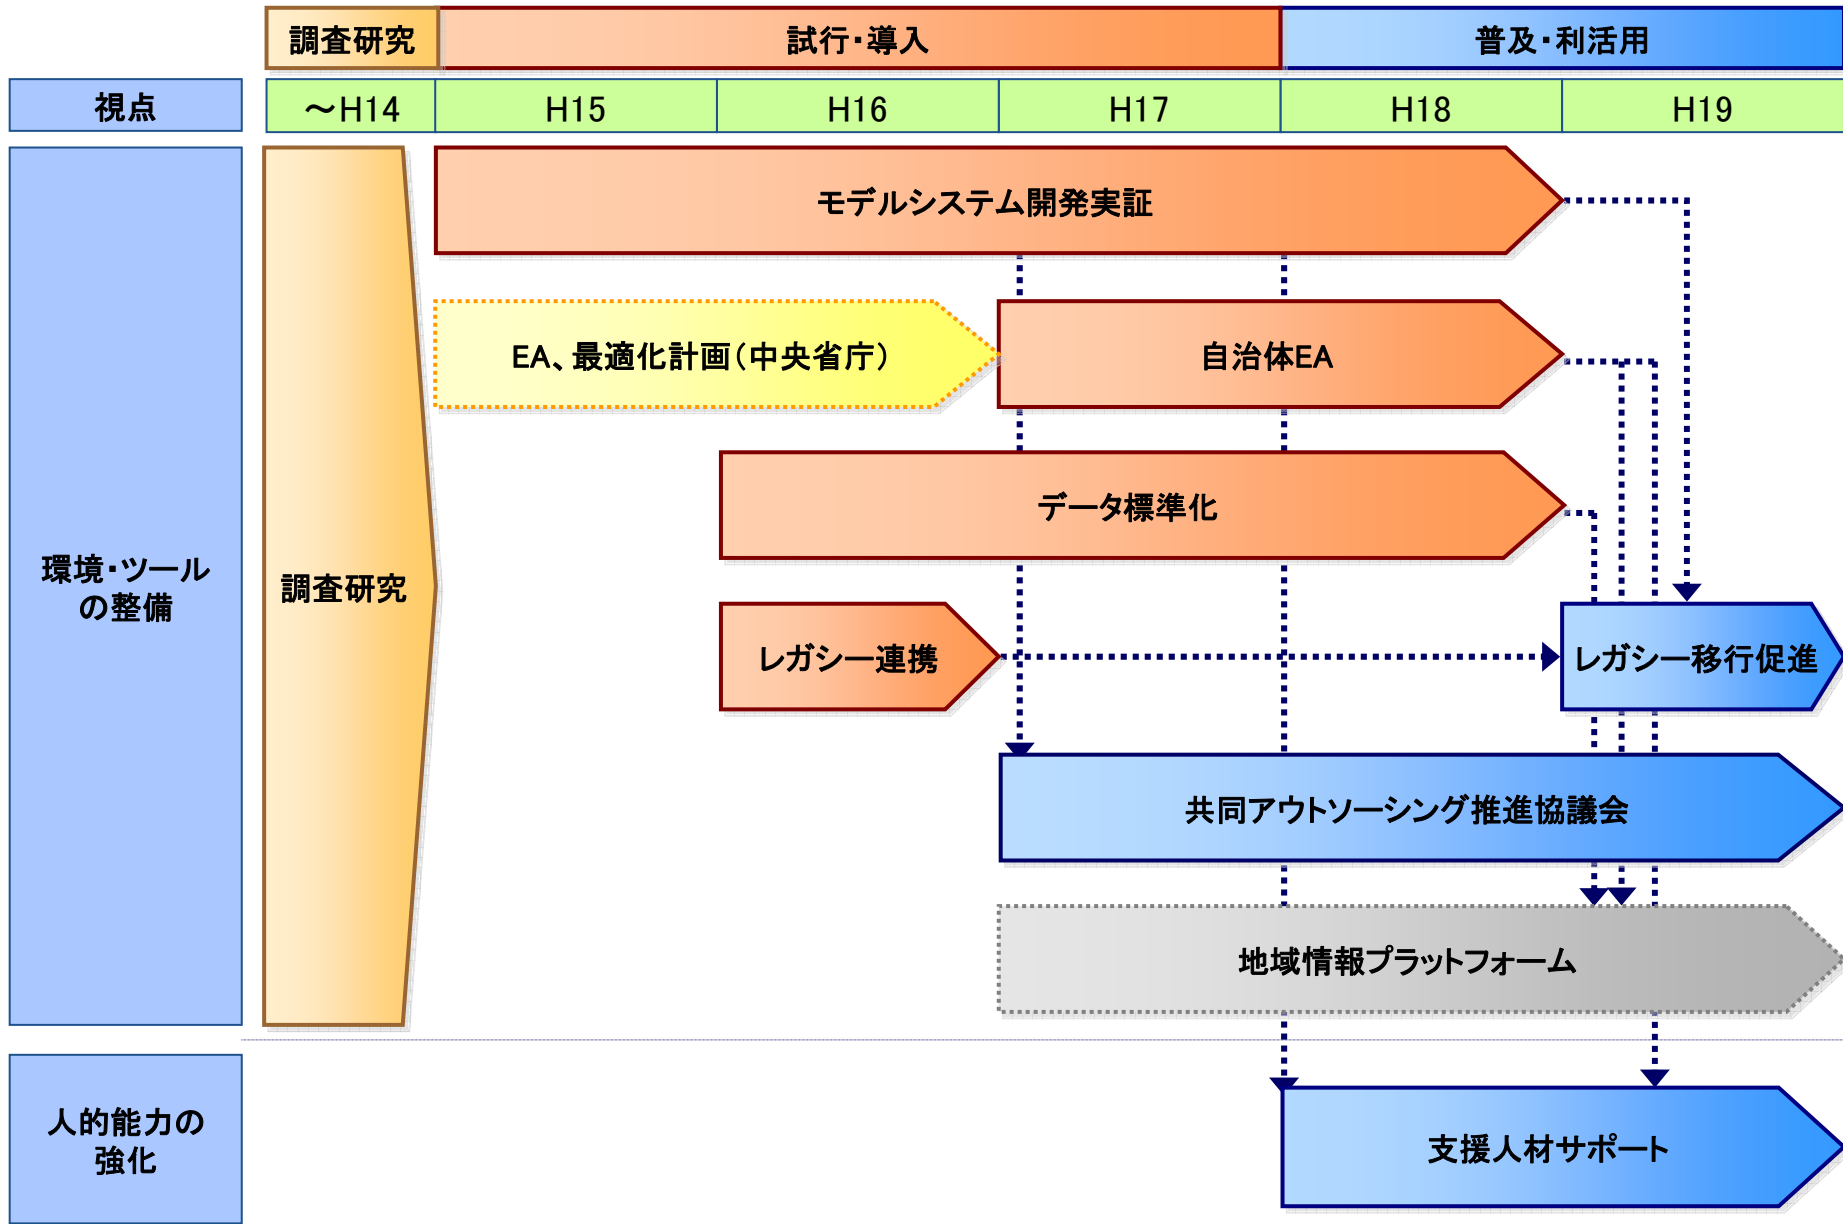 調査研究
試行・導入
普及・利活用
視点
～H14
H15
H16
H17
H18
H19
モデルシステム開発実証
EA、最適化計画（中央省庁）
自治体EA
データ標準化
環境・ツール
の整備
調査研究
レガシー連携
レガシー移行促進
共同アウトソーシング推進協議会
地域情報プラットフォーム
人的能力の
強化
支援人材サポート